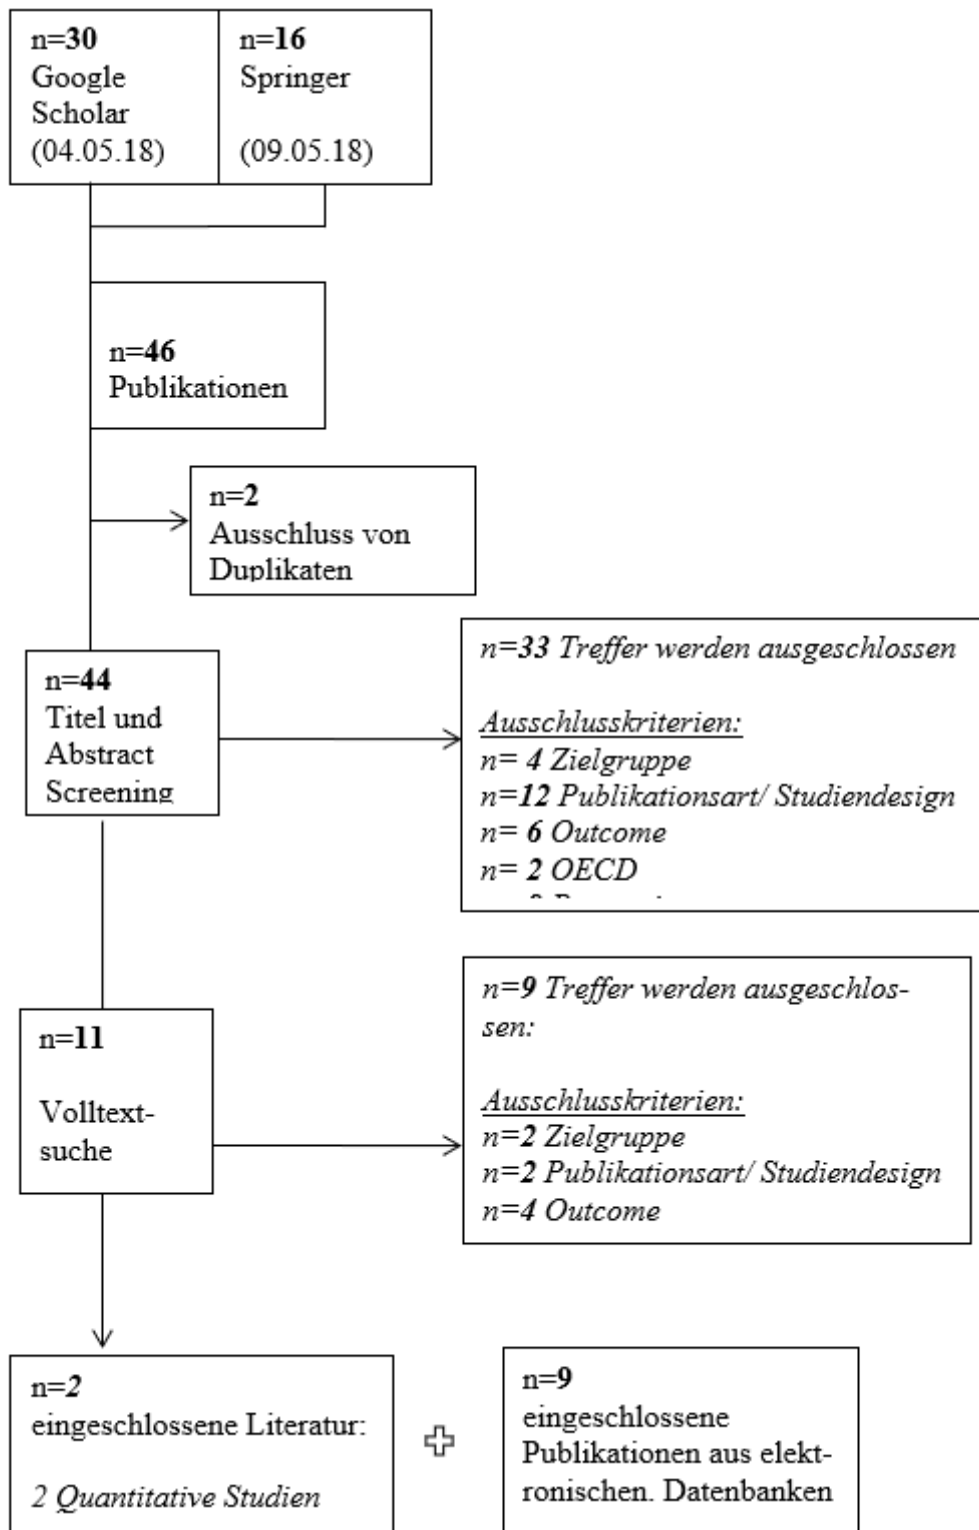 n=30
Google
Scholar
(04.05.18)
n=16
Springer
(09.05.18)
n=46
Publikationen
n=2
Ausschluss von
Duplikaten
n=44
Titel und
Abstract
Screening
n=33 Treffer werden ausgeschlossen
Ausschlusskriterien:
n= 4 Zielgruppe
n=12 Publikationsart/ Studiendesign
n= 6 Outcome
n= 2 OECD
n=11
Volltext-
suche
n=9 Treffer werden ausgeschlos-
sen:
Ausschlusskriterien:
n=2 Zielgruppe
n=2 Publikationsart/ Studiendesign
n=4 Outcome
n=2
eingeschlossene Literatur:
2 Quantitative Studien
n=9
eingeschlossene
Publikationen aus elekt-
ronischen. Datenbanken